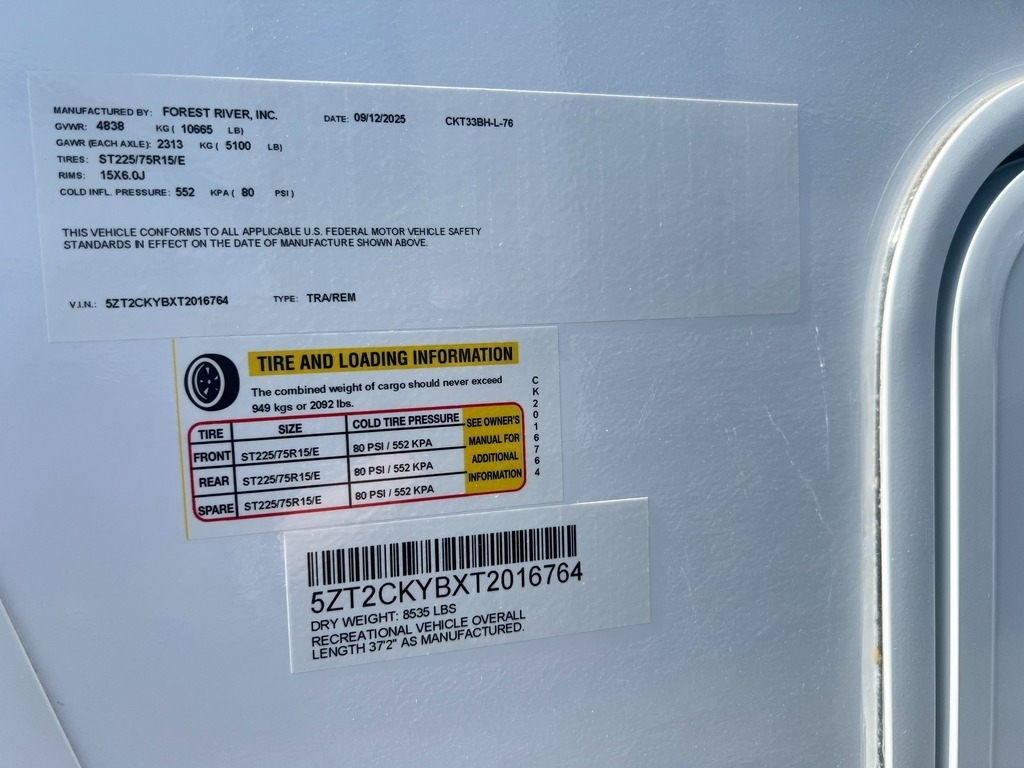 MANUFACTURED BY: FOREST RIVER, INC. DATE: 09/12/2025 CKT33BH-L-76
GVWR: 4838 KG ( 10665 LB)
GAWR (EACH AXLE): 2313 KG ( 5100 LB)
TIRES: ST225/75R15/E
RIMS: 15X6.0J
COLD INFL. PRESSURE: 552 KPA ( 80 PSI )
THIS VEHICLE CONFORMS TO ALL APPLICABLE U.S. FEDERAL MOTOR VEHICLE SAFETY
STANDARDS IN EFFECT ON THE DATE OF MANUFACTURE SHOWN ABOVE.
V.I.N.: 5ZT2CKYBXT2016764 TYPE: TRA/REM
TIRE AND LOADING INFORMATION
The combined weight of cargo should never exceed
949 kgs or 2092 lbs.
TIRE SIZE COLD TIRE PRESSURE
FRONT ST225/75R15/E 80 PSI / 552 KPA
REAR ST225/75R15/E 80 PSI / 552 KPA
SPARE ST225/75R15/E 80 PSI / 552 KPA
SEE OWNER'S
MANUAL FOR
ADDITIONAL
INFORMATION
CK2016764
5ZT2CKYBXT2016764
DRY WEIGHT: 8535 LBS
RECREATIONAL VEHICLE OVERALL
LENGTH 37'2" AS MANUFACTURED.